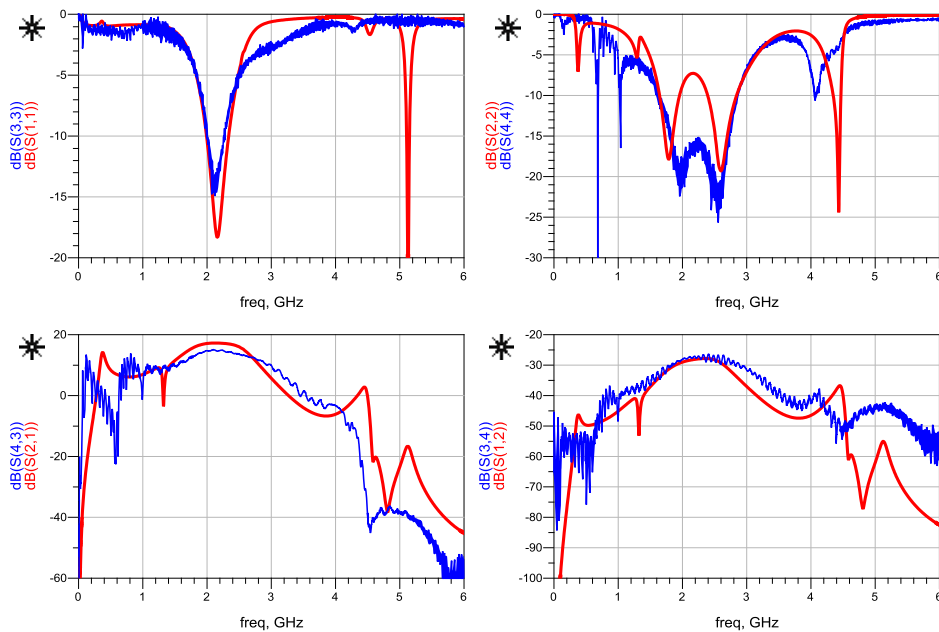 dB(S(3,3))
dB(S(1,1))
0
-5
-10
-15
-20
0 1 2 3 4 5 6
freq, GHz
dB(S(2,2))
dB(S(4,4))
0
-5
-10
-15
-20
-25
-30
0 1 2 3 4 5 6
freq, GHz
dB(S(4,3))
dB(S(2,1))
20
0
-20
-40
-60
0 1 2 3 4 5 6
freq, GHz
dB(S(3,4))
dB(S(1,2))
-20
-30
-40
-50
-60
-70
-80
-90
-100
0 1 2 3 4 5 6
freq, GHz